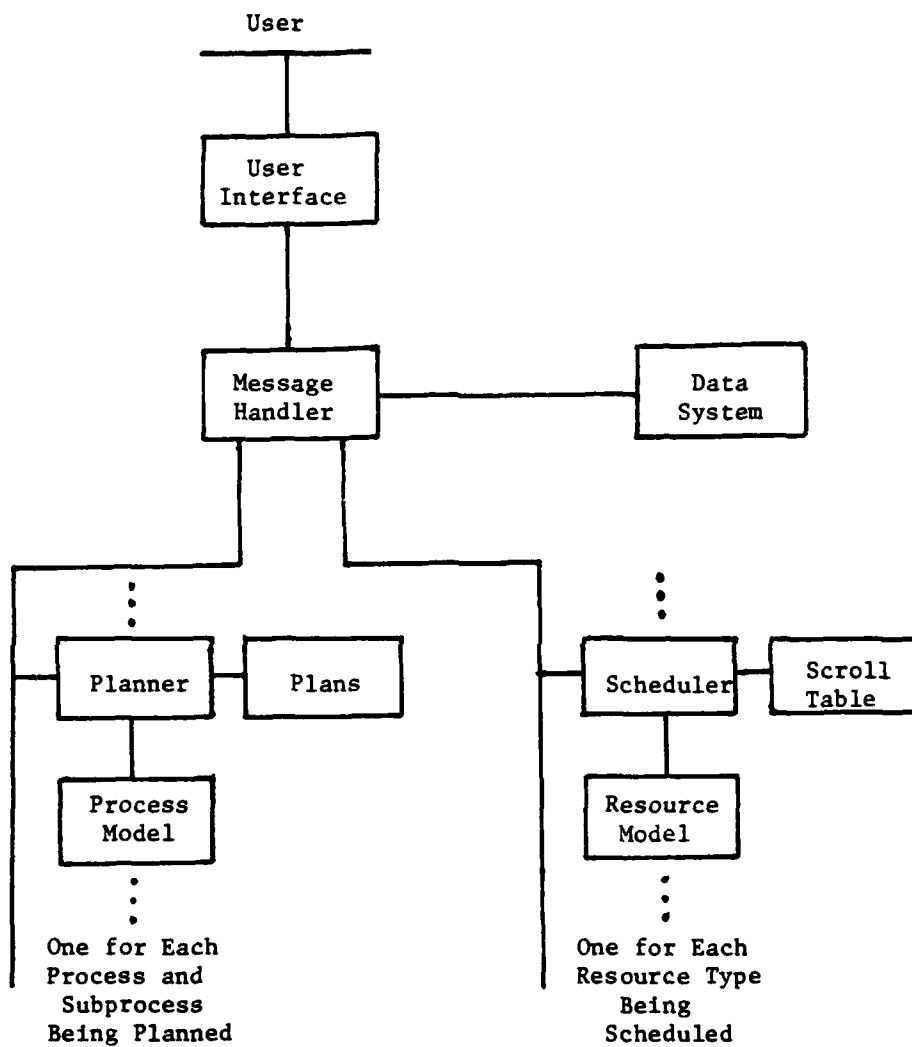 User
User
Interface
Message
Handler
Data
System
Planner
Plans
Process
Model
One for Each
Process and
Subprocess
Being Planned
Scheduler
Scroll
Table
Resource
Model
One for Each
Resource Type
Being
Scheduled